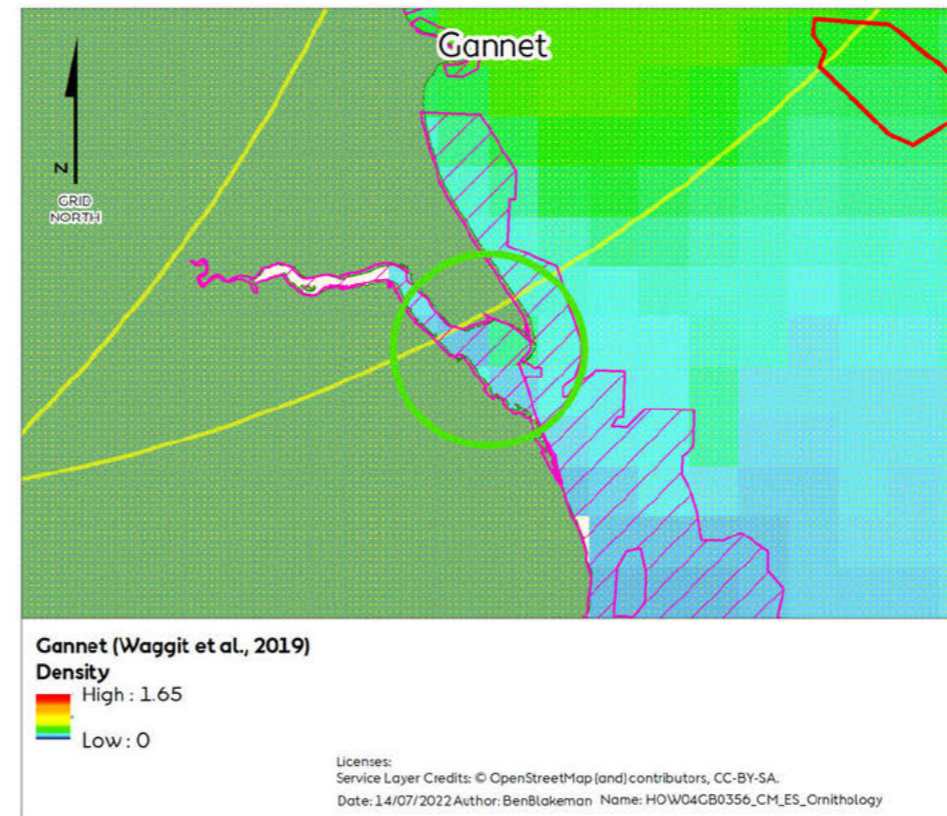 Gannet
N
GRID
NORTH
Gannet (Waggit et al., 2019)
Density
High : 1.65
Low : 0
Licenses:
Service Layer Credits: © OpenStreetMap (and) contributors, CC-BY-SA.
Date: 14/07/2022 Author: BenBlakeman Name: HOW04GB0356_CM_ES_Ornithology